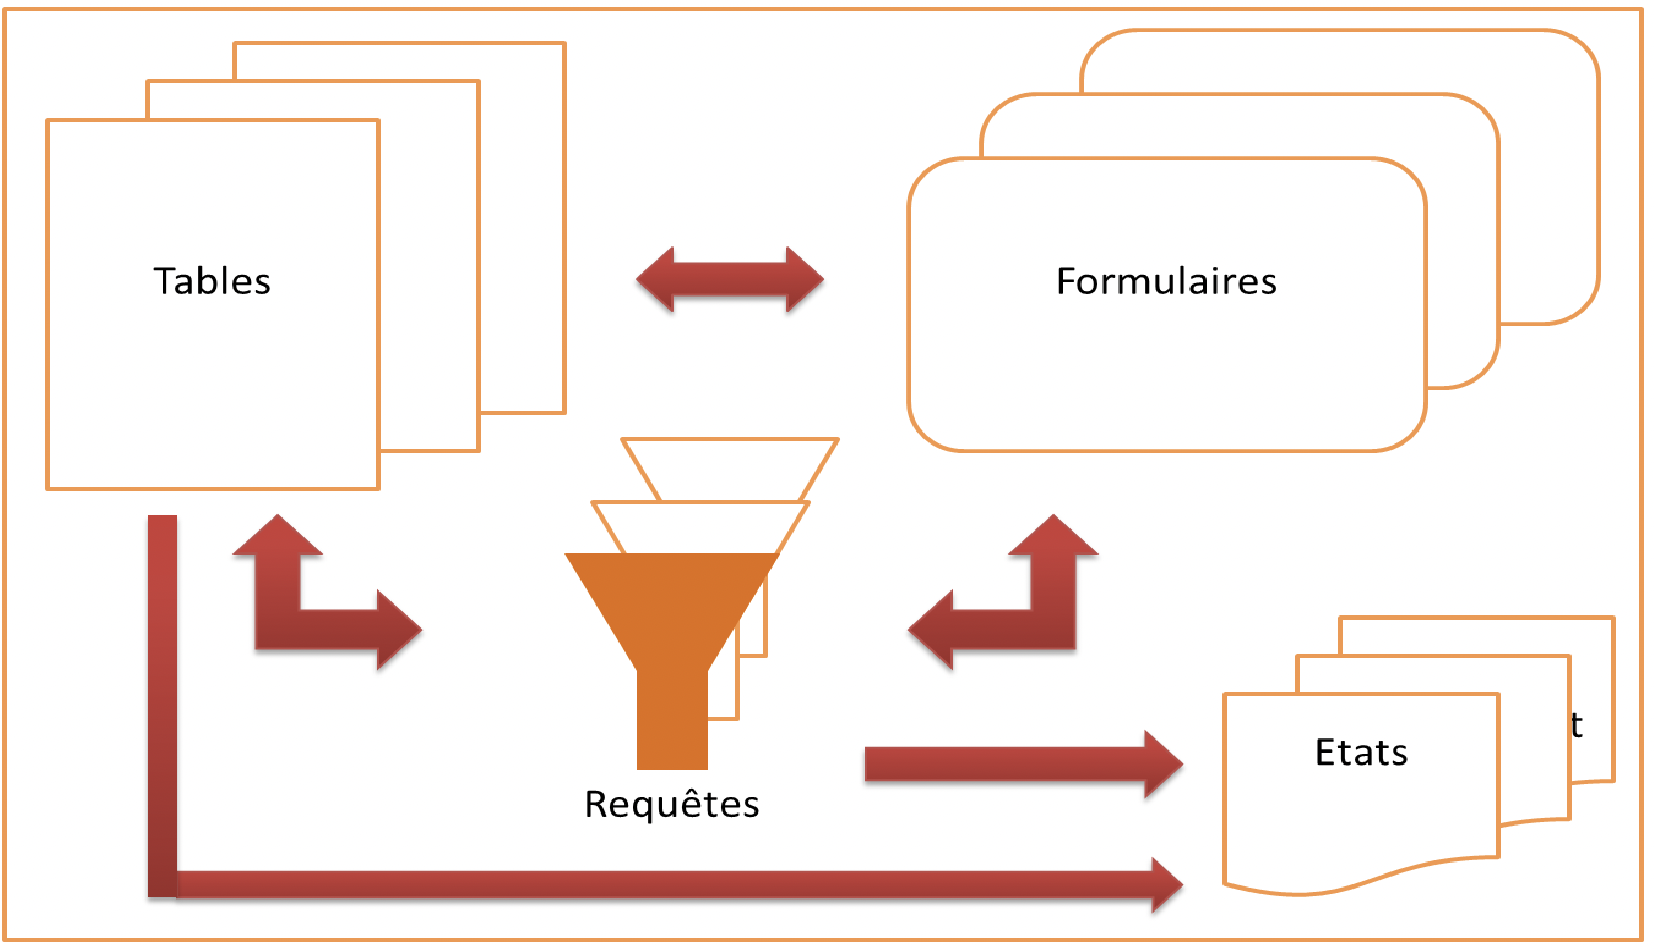 Tables
Formulaires
t
Etats
Requêtes